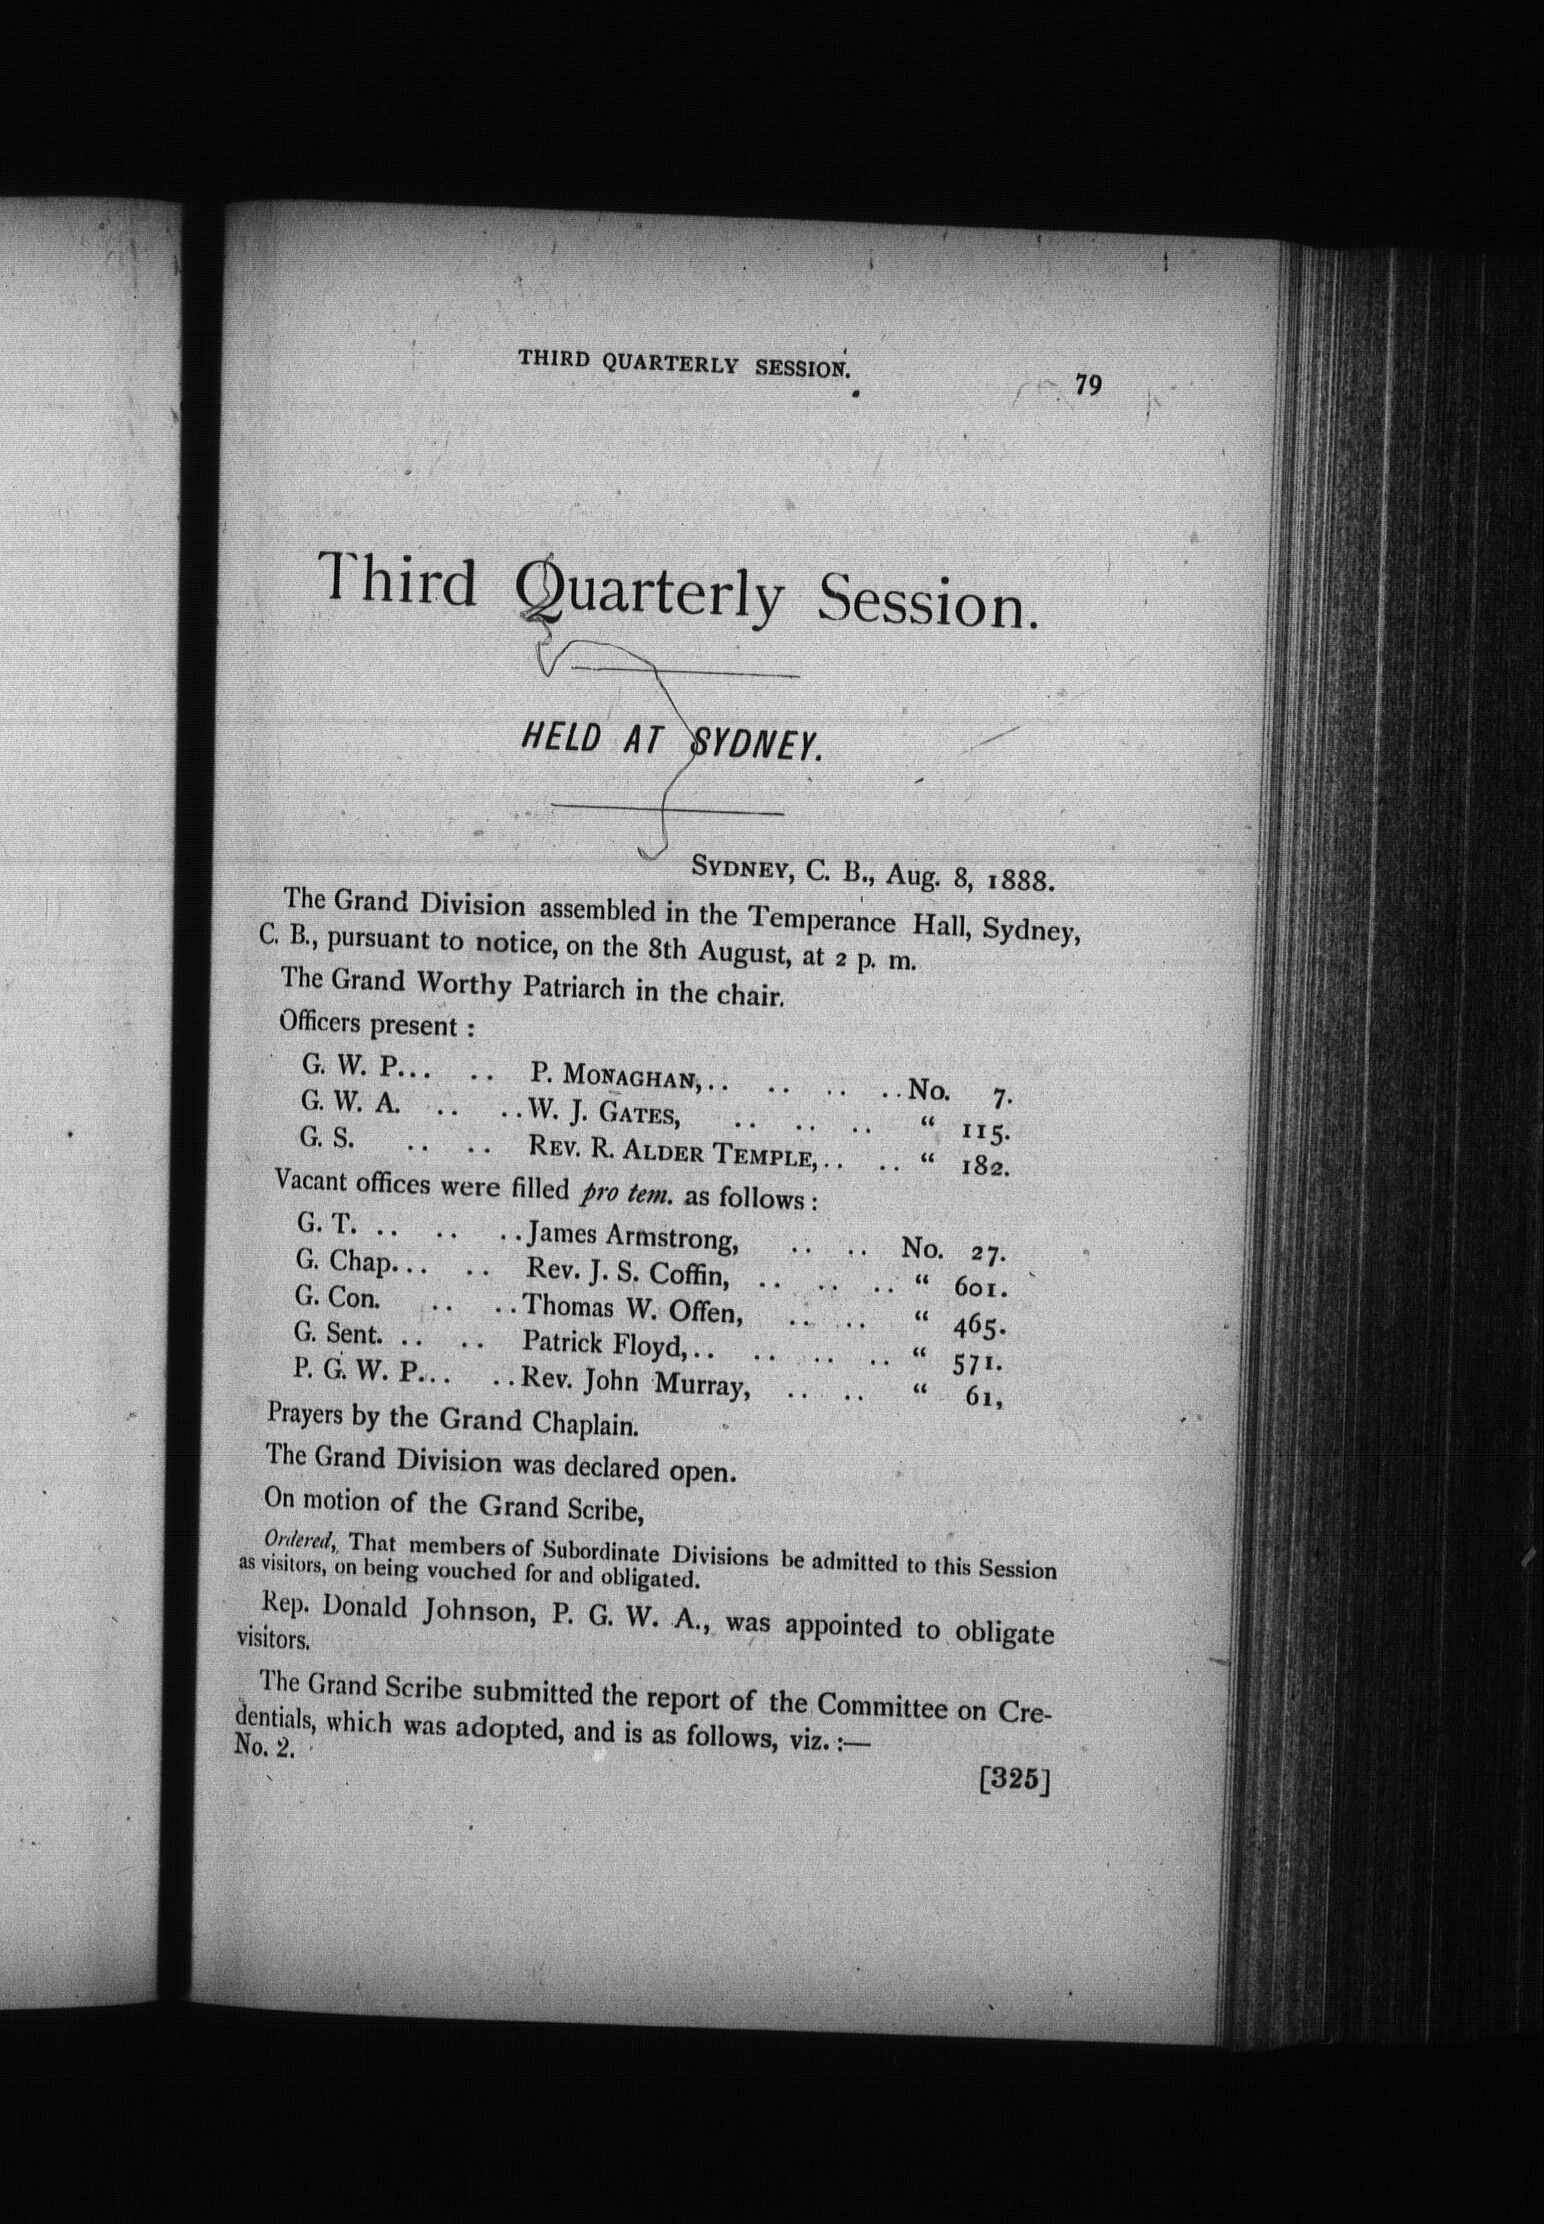 THIRD QUARTERLY SESSION. 79
Third Quarterly Session.
HELD AT SYDNEY.
SYDNEY, C. B., Aug. 8, 1888.
The Grand Division assembled in the Temperance Hall, Sydney,
C. B., pursuant to notice, on the 8th August, at 2 p. m.
The Grand Worthy Patriarch in the chair.
Officers present :
G. W. P... .. P. MONAGHAN,.. .. .. .. No. 7.
G. W. A. .. .. W. J. GATES, .. .. .. “ 115.
G. S. .. .. REV. R. ALDER TEMPLE,.. .. “ 182.
Vacant offices were filled pro tem. as follows :
G. T. .. .. .. James Armstrong, .. .. No. 27.
G. Chap... .. Rev. J. S. Coffin, .. .. .. “ 601.
G. Con. .. .. Thomas W. Offen, .. .. “ 465.
G. Sent. .. .. Patrick Floyd,.. .. .. .. “ 571.
P. G. W. P... .. Rev. John Murray, .. .. “ 61,
Prayers by the Grand Chaplain.
The Grand Division was declared open.
On motion of the Grand Scribe,
Ordered, That members of Subordinate Divisions be admitted to this Session
as visitors, on being vouched for and obligated.
Rep. Donald Johnson, P. G. W. A., was appointed to obligate
visitors.
The Grand Scribe submitted the report of the Committee on Cre-
dentials, which was adopted, and is as follows, viz. :—
No. 2.
[325]